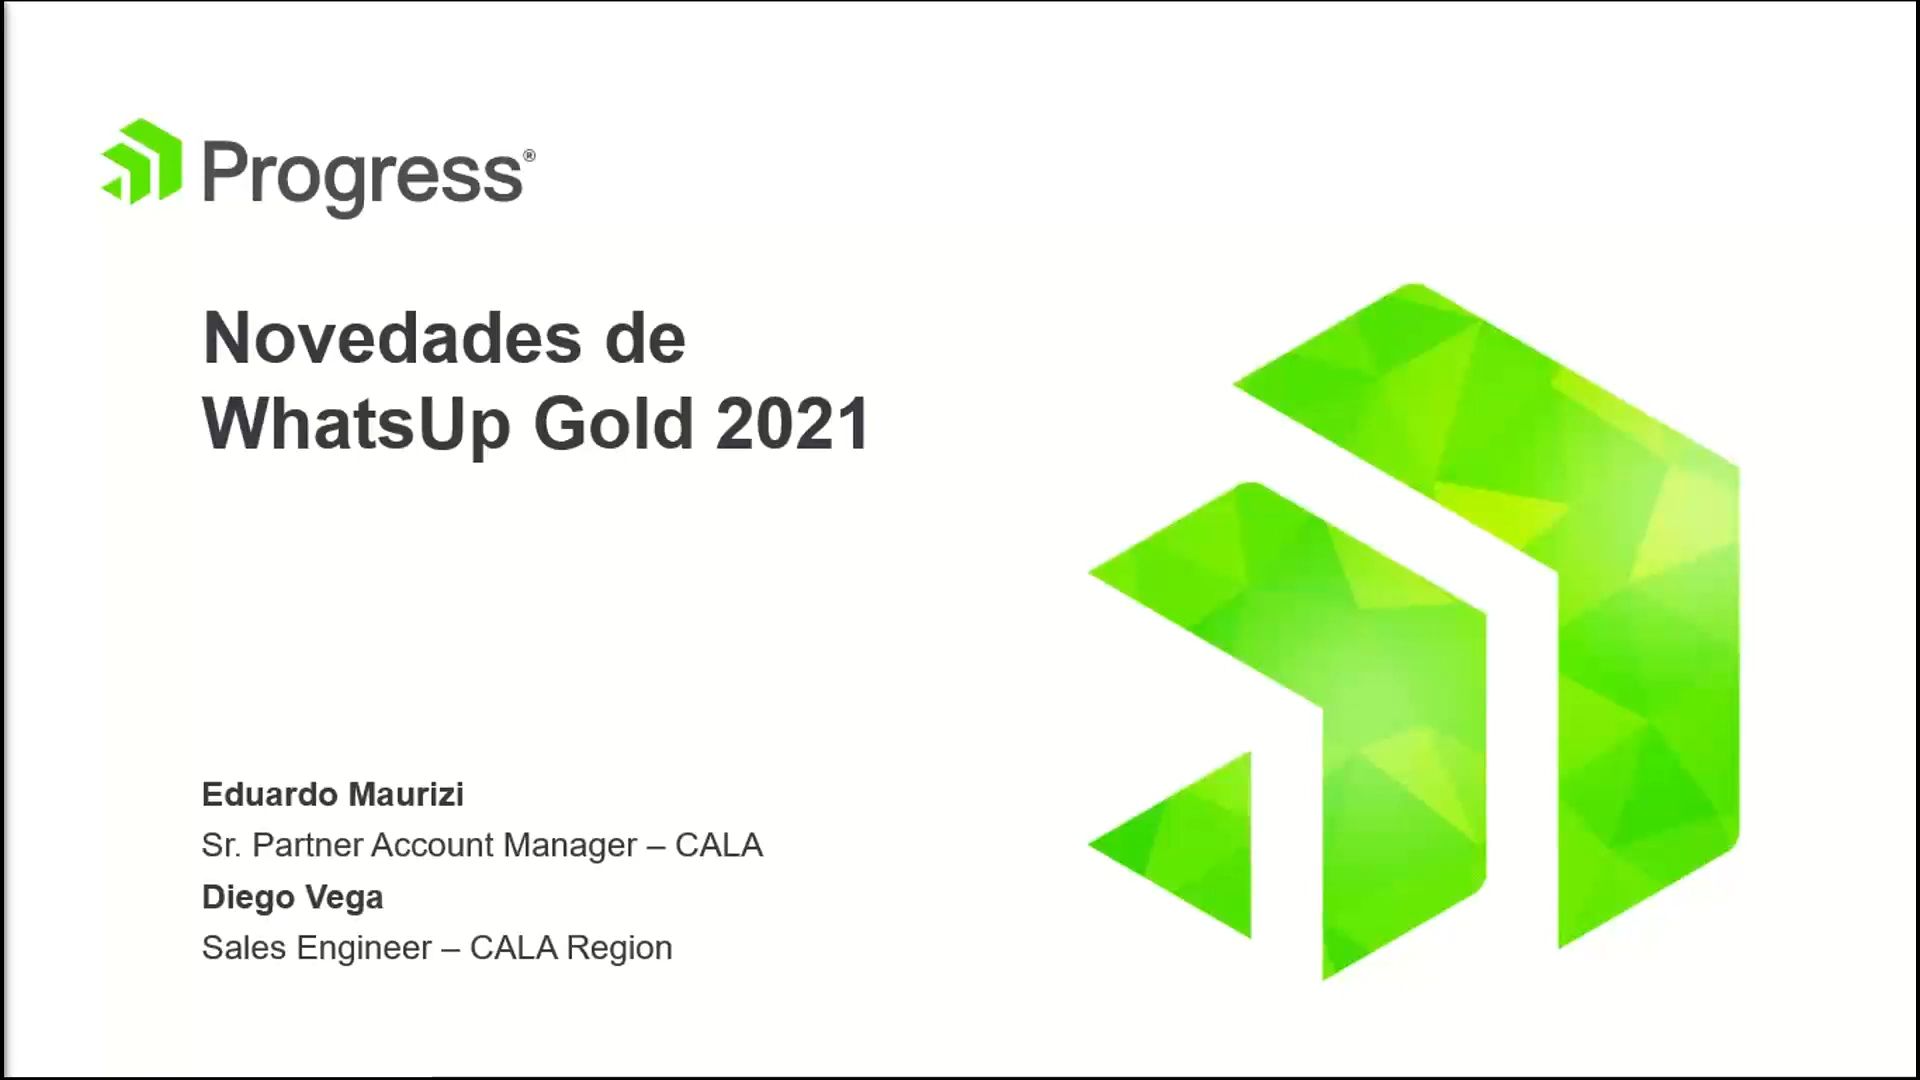 Progress®
Novedades de
WhatsUp Gold 2021
Eduardo Maurizi
Sr. Partner Account Manager – CALA
Diego Vega
Sales Engineer – CALA Region